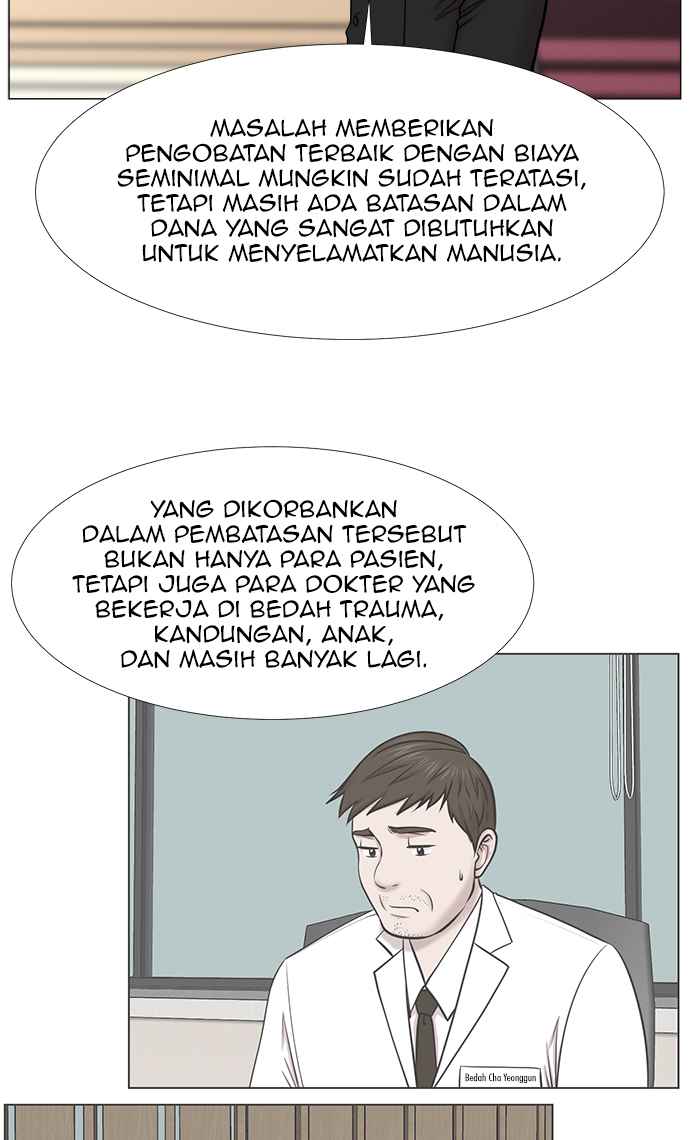 MASALAH MEMBERIKAN
PENGOBATAN TERBAIK DENGAN BIAYA
SEMINIMAL MUNGKIN SUDAH TERATASI,
TETAPI MASIH ADA BATASAN DALAM
DANA YANG SANGAT DIBUTUHKAN
UNTUK MENYELAMATKAN MANUSIA.
YANG DIKORBANKAN
DALAM PEMBATASAN TERSEBUT
BUKAN HANYA PARA PASIEN,
TETAPI JUGA PARA DOKTER YANG
BEKERJA DI BEDAH TRAUMA,
KANDUNGAN, ANAK,
DAN MASIH BANYAK LAGI.
Bedah Cha Yeonggun